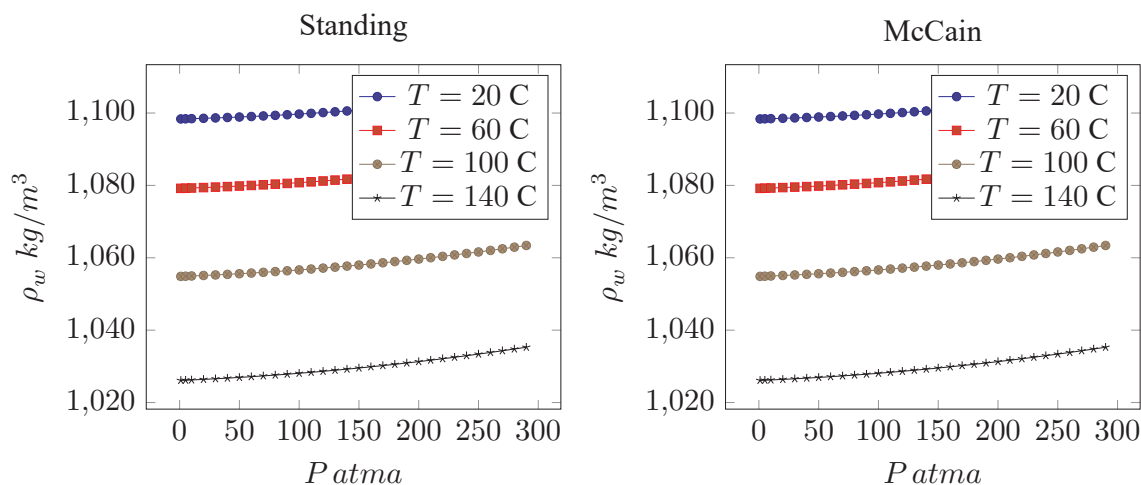 Standing
1,100
1,080
1,060
1,040
1,020
ρ_w kg/m³
0 50 100 150 200 250 300
P atma
T = 20 C
T = 60 C
T = 100 C
T = 140 C
McCain
1,100
1,080
1,060
1,040
1,020
ρ_w kg/m³
0 50 100 150 200 250 300
P atma
T = 20 C
T = 60 C
T = 100 C
T = 140 C